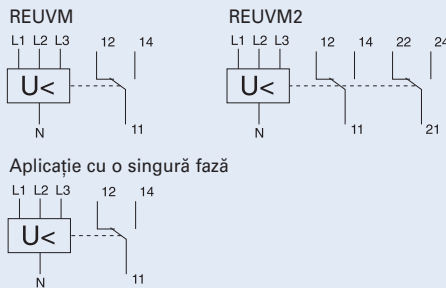 REUVM
L1 L2 L3 12 14
U<
N 11
REUVM2
L1 L2 L3 12 14 22 24
U<
N 11 21
Aplicație cu o singură fază
L1 L2 L3 12 14
U<
N 11